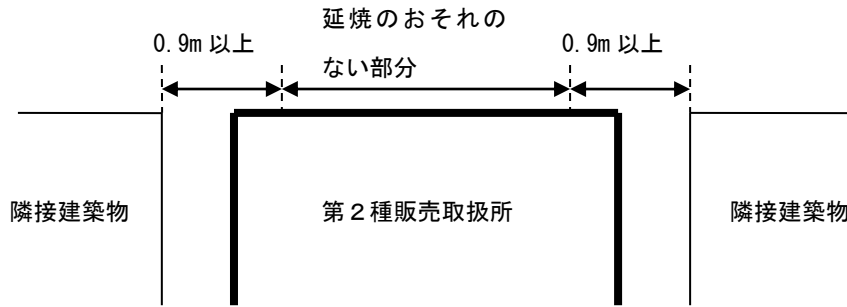 延焼のおそれの
ない部分
0.9m 以上
0.9m 以上
隣接建築物
第２種販売取扱所
隣接建築物